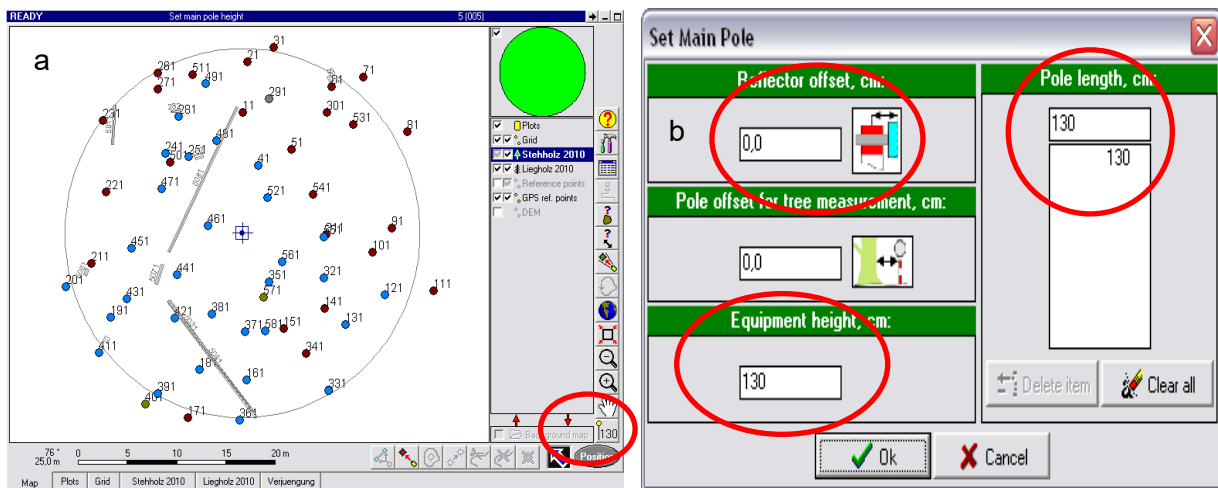 READY Set main pole height 5 (005)
a
31
21
71
261
511
271
491
81
291
231
281
11
301
531
81
481
241
251
501
51
41
471
221
521
541
461
91
451
101
211
561
441
351
321
201
571
431
121
111
191
421
381
141
371
581
151
131
411
341
181
161
391
331
401
171
361
Plots
Grid
Stehholz 2010
Liegholz 2010
Reference points
GPS ref. points
DEM
Background map
130
76 °
25,0 m
0 5 10 15 20 m
Position
Map Plots Grid Stehholz 2010 Liegholz 2010 Verjuengung
Set Main Pole
b
Reflector offset, cm:
0,0
Pole offset for tree measurement, cm:
0,0
Equipment height, cm:
130
Pole length, cm:
130
130
Delete item
Clear all
Ok
Cancel